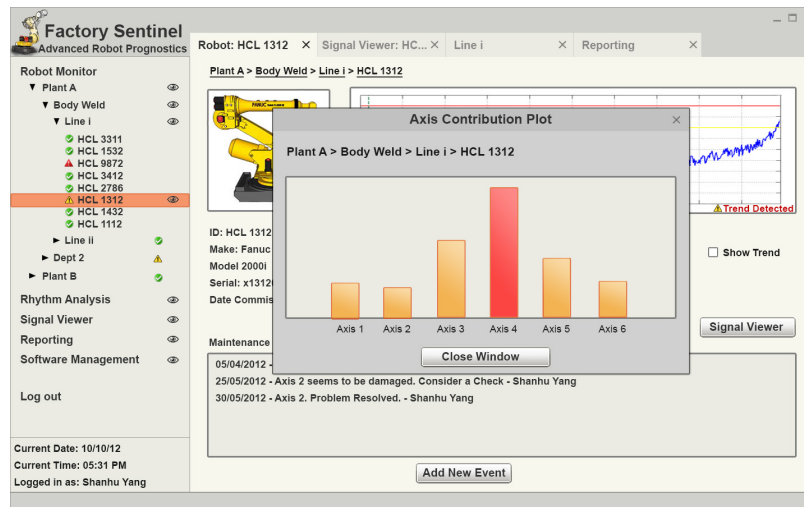 Factory Sentinel
Advanced Robot Prognostics
Robot: HCL 1312 ×
Signal Viewer: HC... ×
Line i ×
Reporting ×
Robot Monitor
▼ Plant A
▼ Body Weld
▼ Line i
HCL 3311
HCL 1532
HCL 9872
HCL 3412
HCL 2786
HCL 1312
HCL 1432
HCL 1112
► Line ii
► Dept 2
► Plant B
Rhythm Analysis
Signal Viewer
Reporting
Software Management
Log out
Current Date: 10/10/12
Current Time: 05:31 PM
Logged in as: Shanhu Yang
Plant A > Body Weld > Line i > HCL 1312
FANUC
Trend Detected
ID: HCL 1312
Make: Fanuc
Model 2000i
Serial: x1312
Date Commis
Show Trend
Signal Viewer
Axis Contribution Plot ×
Plant A > Body Weld > Line i > HCL 1312
Axis 1 Axis 2 Axis 3 Axis 4 Axis 5 Axis 6
Close Window
Maintenance
05/04/2012 -
25/05/2012 - Axis 2 seems to be damaged. Consider a Check - Shanhu Yang
30/05/2012 - Axis 2. Problem Resolved. - Shanhu Yang
Add New Event